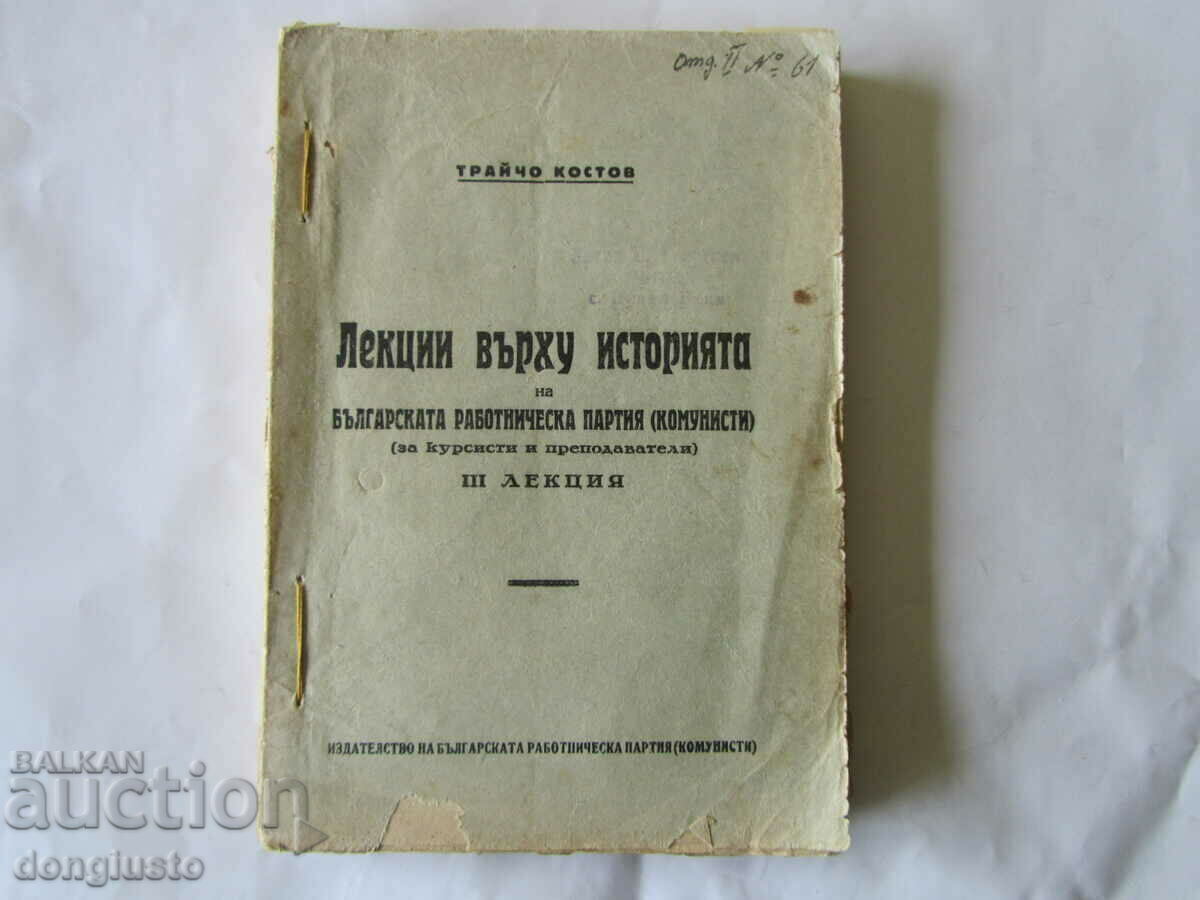 Отд. II № 61
ТРАЙЧО КОСТОВ
Лекции върху историята
на
БЪЛГАРСКАТА РАБОТНИЧЕСКА ПАРТИЯ (КОМУНИСТИ)
(за курсисти и преподаватели)
III ЛЕКЦИЯ
ИЗДАТЕЛСТВО НА БЪЛГАРСКАТА РАБОТНИЧЕСКА ПАРТИЯ (КОМУНИСТИ)
BALKAN
auction
dongiusto